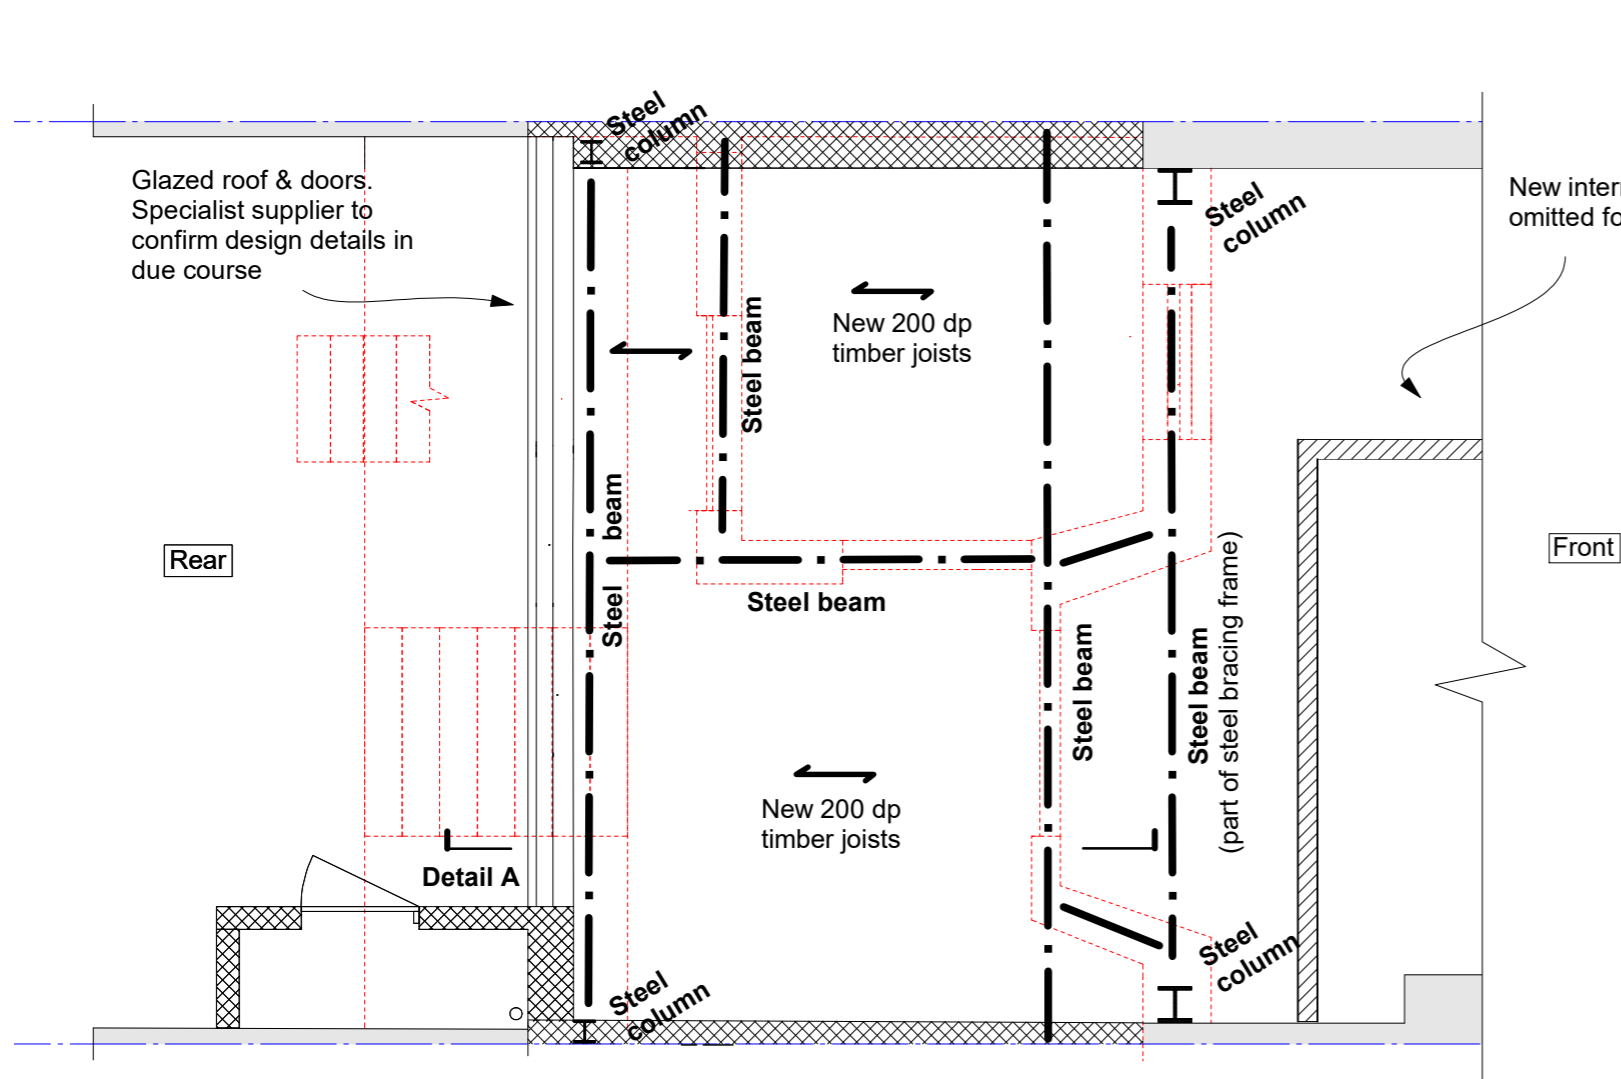 Steel
column
Glazed roof & doors.
Specialist supplier to
confirm design details in
due course
New inter
omitted fo
Steel
column
New 200 dp
timber joists
Steel beam
Steel beam
Rear
Front
Steel beam
Steel beam
Steel beam
(part of steel bracing frame)
New 200 dp
timber joists
Detail A
Steel
column
Steel
column